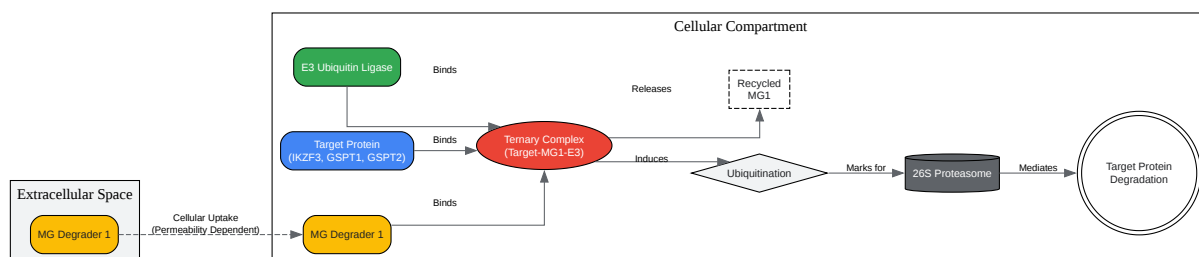 Cellular Compartment
E3 Ubiquitin Ligase
Binds
Releases
Recycled
MG1
Target Protein
(IKZF3, GSPT1, GSPT2)
Binds
Ternary Complex
(Target-MG1-E3)
Induces
Ubiquitination
Marks for
26S Proteasome
Mediates
Target Protein
Degradation
Extracellular Space
MG Degrader 1
Cellular Uptake
(Permeability Dependent)
MG Degrader 1
Binds